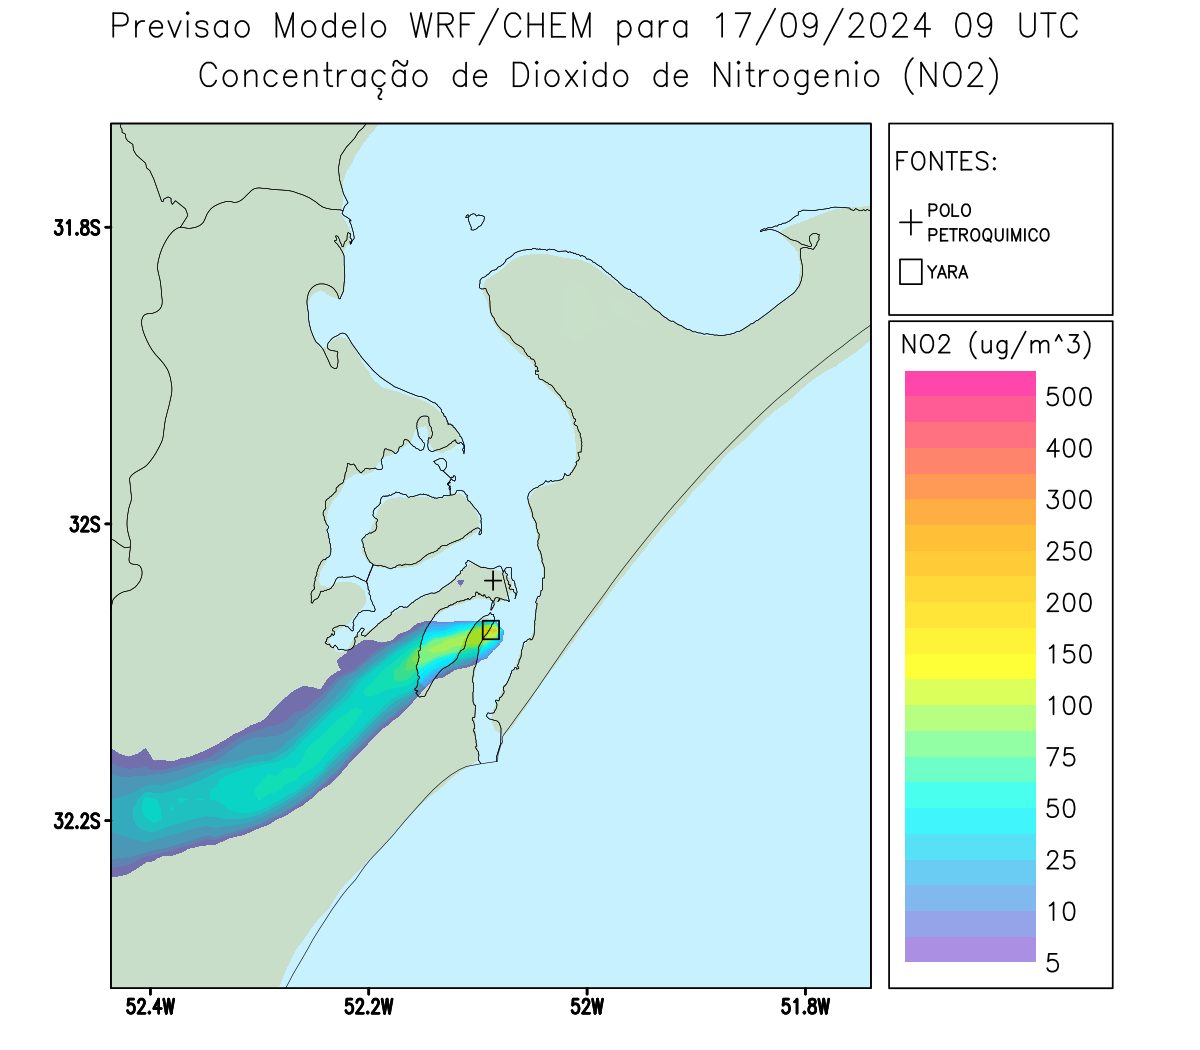 Previsao Modelo WRF/CHEM para 17/09/2024 09 UTC
Concentração de Dioxido de Nitrogenio (NO2)
FONTES:
POLO
PETROQUIMICO
YARA
NO2 (ug/m^3)
500
400
300
250
200
150
100
75
50
25
10
5
31.8S
32S
32.2S
52.4W 52.2W 52W 51.8W